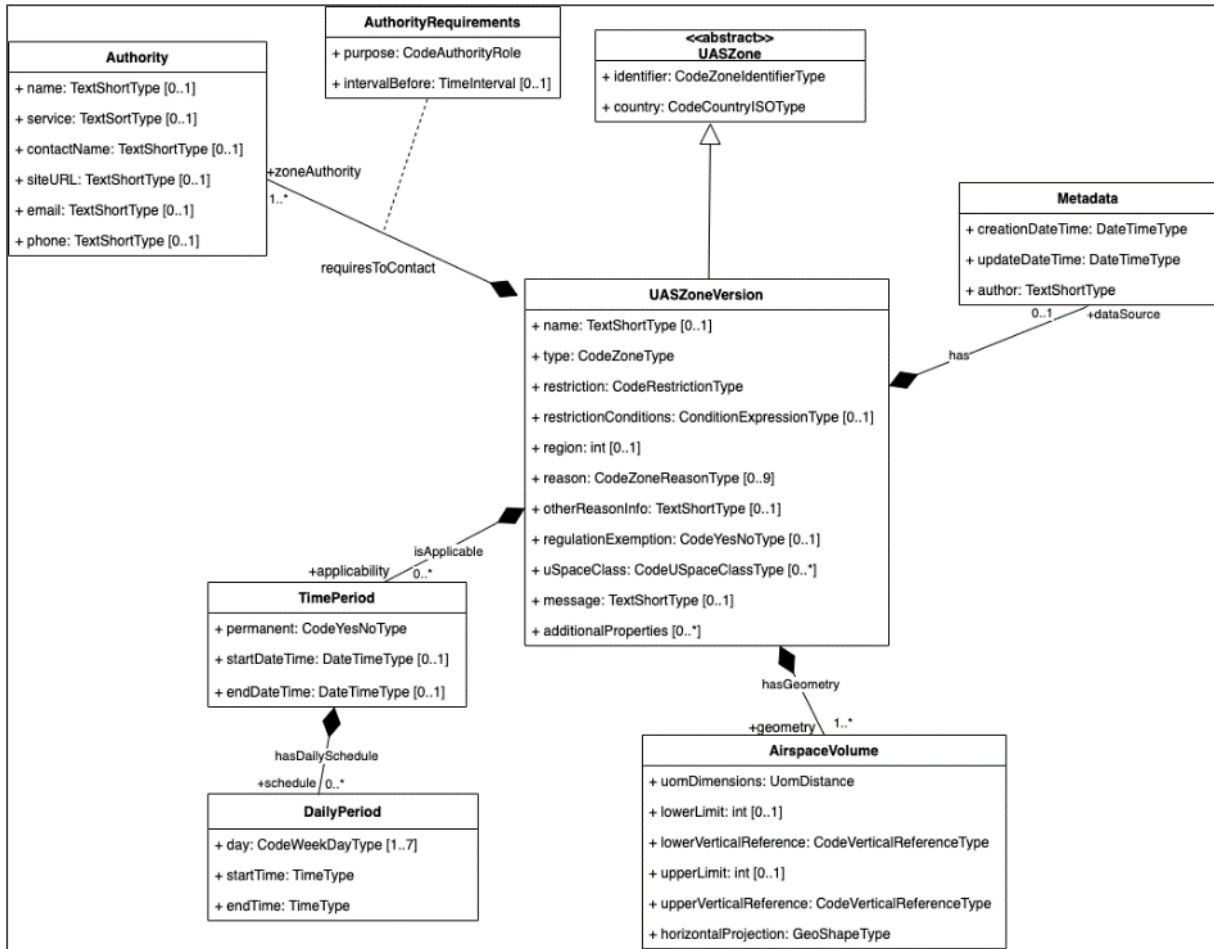 AuthorityRequirements
+ purpose: CodeAuthorityRole
+ intervalBefore: TimeInterval [0..1]
<<abstract>>
UASZone
+ identifier: CodeZoneIdentifierType
+ country: CodeCountryISOType
Authority
+ name: TextShortType [0..1]
+ service: TextSortType [0..1]
+ contactName: TextShortType [0..1]
+ siteURL: TextShortType [0..1]
+ email: TextShortType [0..1]
+ phone: TextShortType [0..1]
+zoneAuthority
1..*
requiresToContact
Metadata
+ creationDateTime: DateTimeType
+ updateDateTime: DateTimeType
+ author: TextShortType
0..1
+dataSource
has
UASZoneVersion
+ name: TextShortType [0..1]
+ type: CodeZoneType
+ restriction: CodeRestrictionType
+ restrictionConditions: ConditionExpressionType [0..1]
+ region: int [0..1]
+ reason: CodeZoneReasonType [0..9]
+ otherReasonInfo: TextShortType [0..1]
+ regulationExemption: CodeYesNoType [0..1]
+ uSpaceClass: CodeUSpaceClassType [0..*]
+ message: TextShortType [0..1]
+ additionalProperties [0..*]
isApplicable
+applicability
0..*
TimePeriod
+ permanent: CodeYesNoType
+ startDateTime: DateTimeType [0..1]
+ endDateTime: DateTimeType [0..1]
hasDailySchedule
+schedule
0..*
DailyPeriod
+ day: CodeWeekDayType [1..7]
+ startTime: TimeType
+ endTime: TimeType
hasGeometry
+geometry
1..*
AirspaceVolume
+ uomDimensions: UomDistance
+ lowerLimit: int [0..1]
+ lowerVerticalReference: CodeVerticalReferenceType
+ upperLimit: int [0..1]
+ upperVerticalReference: CodeVerticalReferenceType
+ horizontalProjection: GeoShapeType